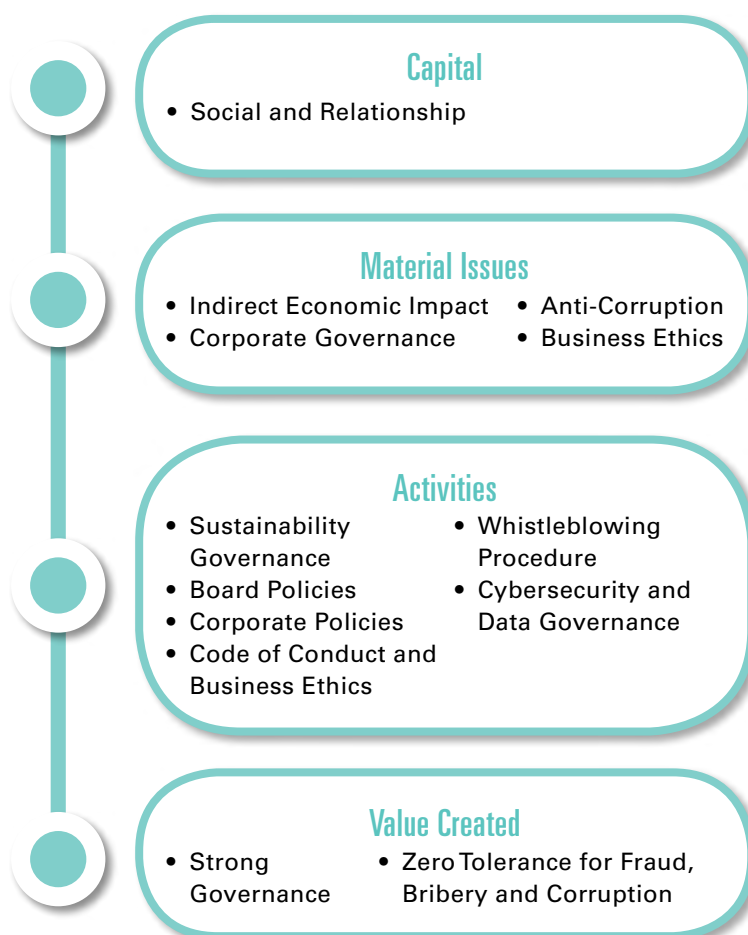 Capital
• Social and Relationship
Material Issues
• Indirect Economic Impact
• Corporate Governance
• Anti-Corruption
• Business Ethics
Activities
• Sustainability
Governance
• Board Policies
• Corporate Policies
• Code of Conduct and
Business Ethics
• Whistleblowing
Procedure
• Cybersecurity and
Data Governance
Value Created
• Strong
Governance
• Zero Tolerance for Fraud,
Bribery and Corruption